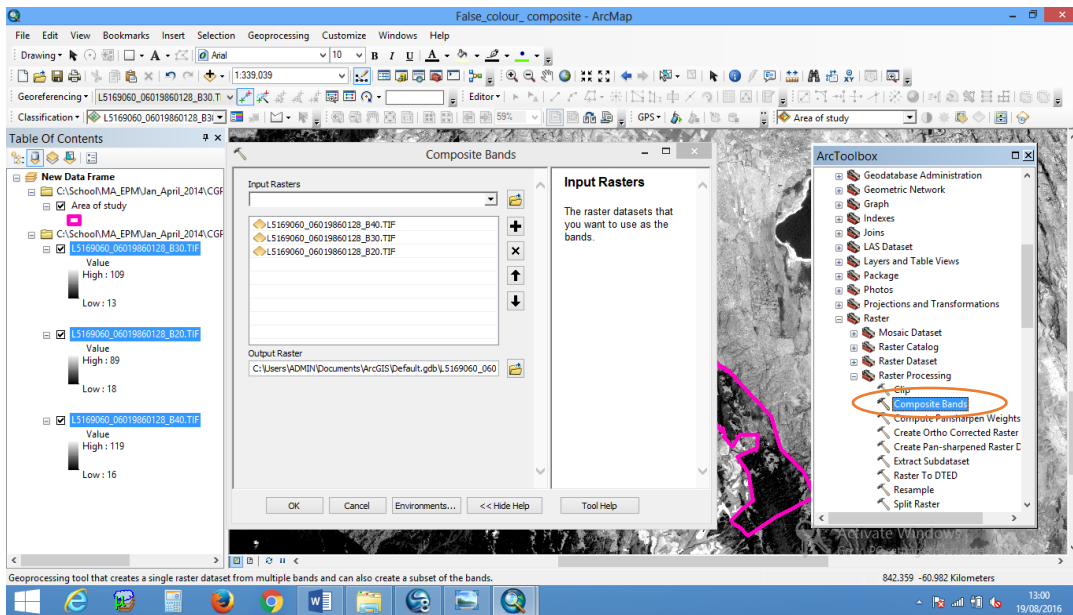 False_colour_ composite - ArcMap
File Edit View Bookmarks Insert Selection Geoprocessing Customize Windows Help
Drawing A Arial 10 B I U A
1:339,039
Georeferencing L5169060_06019860128_B30.T Editor
Classification L5169060_06019860128_B3 59% GPS Area of study
Table Of Contents
New Data Frame
C:\School\MA_EPM\Jan_April_2014\CGF
Area of study
C:\School\MA_EPM\Jan_April_2014\CGF
L5169060_06019860128_B30.TIF
Value
High : 109
Low : 13
L5169060_06019860128_B20.TIF
Value
High : 89
Low : 18
L5169060_06019860128_B40.TIF
Value
High : 119
Low : 16
Composite Bands
Input Rasters
L5169060_06019860128_B40.TIF
L5169060_06019860128_B30.TIF
L5169060_06019860128_B20.TIF
Output Raster
C:\Users\ADMIN\Documents\ArcGIS\Default.gdb\L5169060_060
OK Cancel Environments... << Hide Help Tool Help
Input Rasters
The raster datasets that
you want to use as the
bands.
ArcToolbox
Geodatabase Administration
Geometric Network
Graph
Indexes
Joins
LAS Dataset
Layers and Table Views
Package
Photos
Projections and Transformations
Raster
Mosaic Dataset
Raster Catalog
Raster Dataset
Raster Processing
Clip
Composite Bands
Compute Pansharpen Weights
Create Ortho Corrected Raster
Create Pan-sharpened Raster D
Extract Subdataset
Raster To DTED
Resample
Split Raster
Activate Windows
Geoprocessing tool that creates a single raster dataset from multiple bands and can also create a subset of the bands.
842.359 -60.982 Kilometers
13:00
19/08/2016